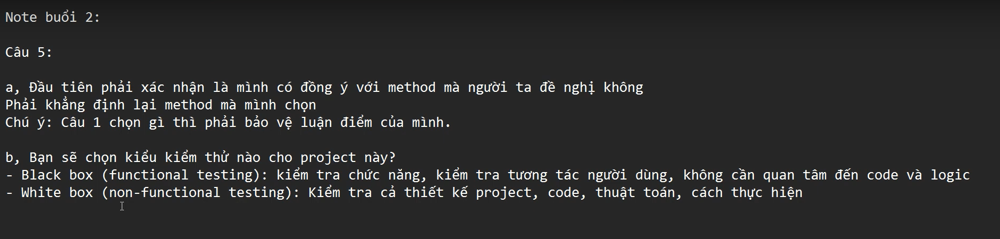 Note buổi 2:
Câu 5:
a, Đầu tiên phải xác nhận là mình có đồng ý với method mà người ta đề nghị không
Phải khẳng định lại method mà mình chọn
Chú ý: Câu 1 chọn gì thì phải bảo vệ luận điểm của mình.
b, Bạn sẽ chọn kiểu kiểm thử nào cho project này?
- Black box (functional testing): kiểm tra chức năng, kiểm tra tương tác người dùng, không cần quan tâm đến code và logic
- White box (non-functional testing): Kiểm tra cả thiết kế project, code, thuật toán, cách thực hiện